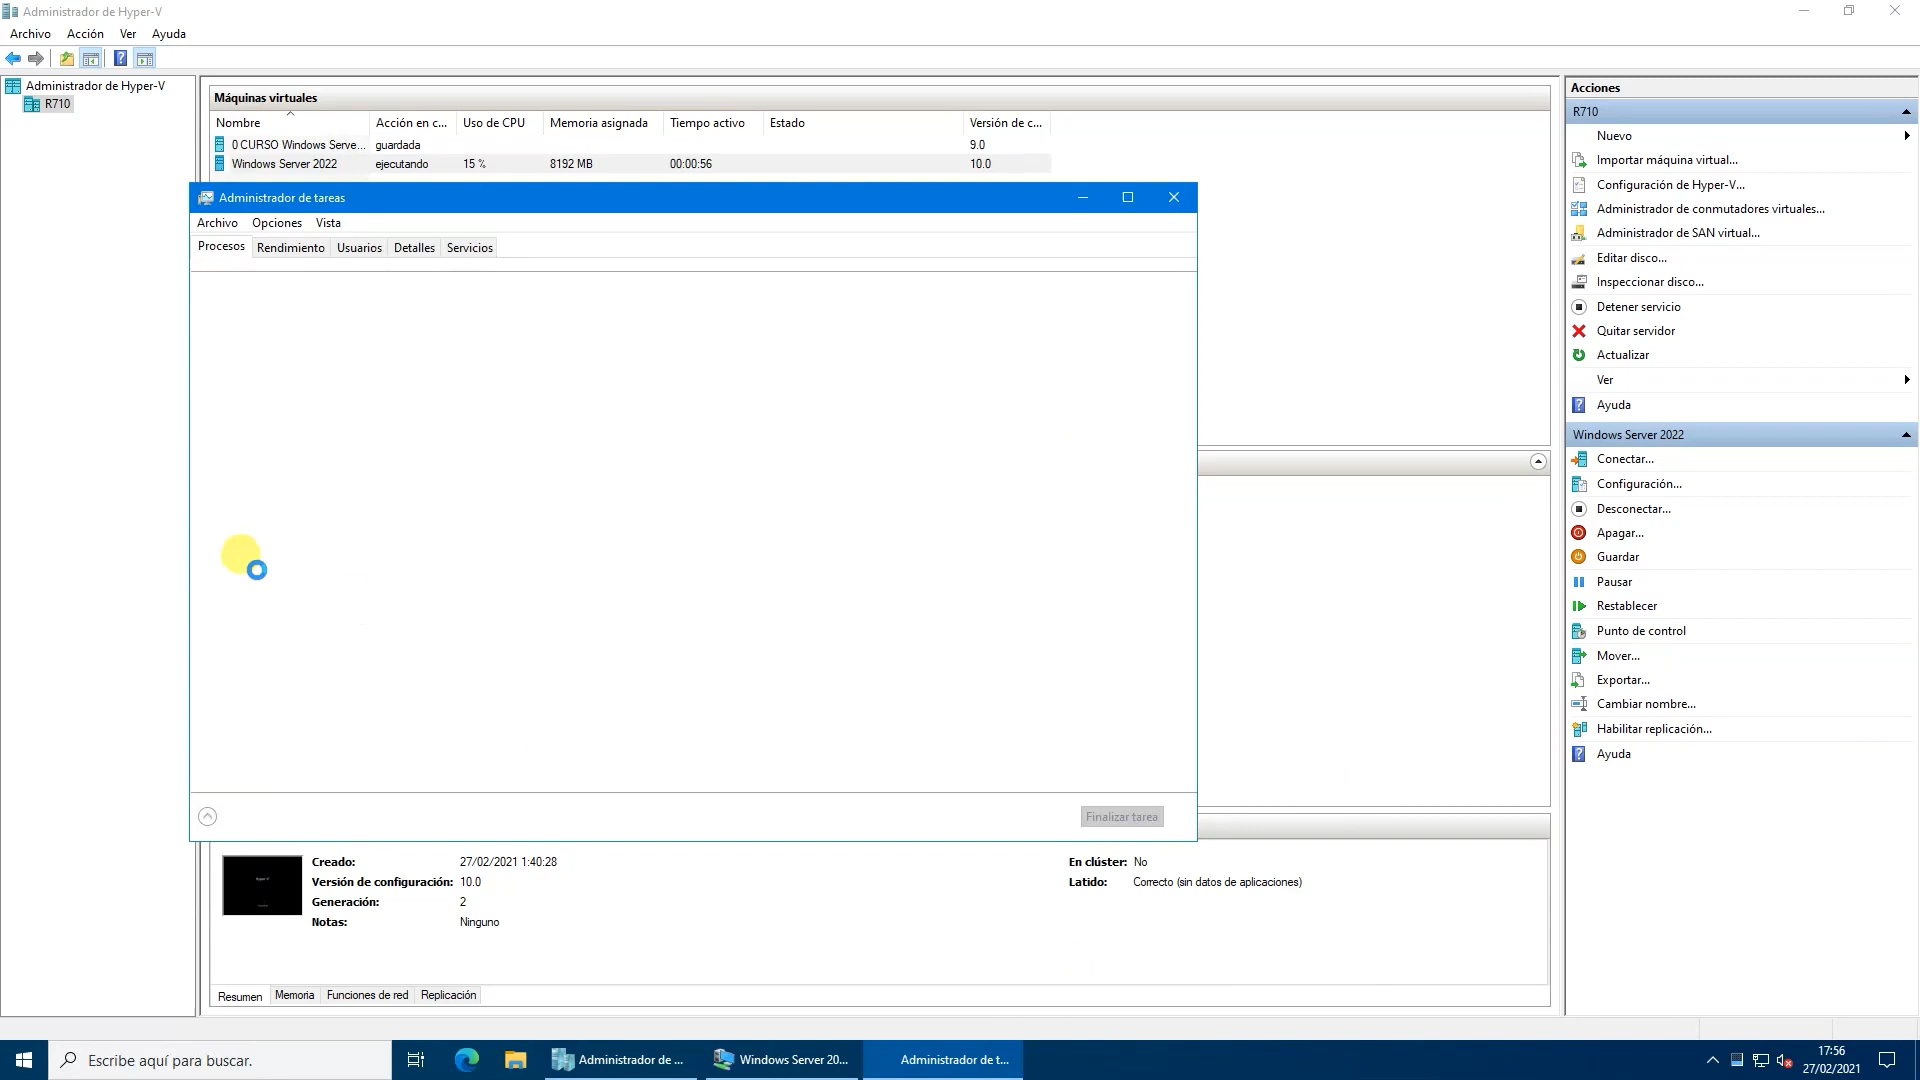 Administrador de Hyper-V
Archivo Acción Ver Ayuda
Administrador de Hyper-V
R710
Máquinas virtuales
Nombre Acción en c... Uso de CPU Memoria asignada Tiempo activo Estado Versión de c...
0 CURSO Windows Serve... guardada 9.0
Windows Server 2022 ejecutando 15 % 8192 MB 00:00:56 10.0
Administrador de tareas
Archivo Opciones Vista
Procesos Rendimiento Usuarios Detalles Servicios
Finalizar tarea
Creado: 27/02/2021 1:40:28
Versión de configuración: 10.0
Generación: 2
Notas: Ninguno
En clúster: No
Latido: Correcto (sin datos de aplicaciones)
Resumen Memoria Funciones de red Replicación
Acciones
R710
Nuevo
Importar máquina virtual...
Configuración de Hyper-V...
Administrador de conmutadores virtuales...
Administrador de SAN virtual...
Editar disco...
Inspeccionar disco...
Detener servicio
Quitar servidor
Actualizar
Ver
Ayuda
Windows Server 2022
Conectar...
Configuración...
Desconectar...
Apagar...
Guardar
Pausar
Restablecer
Punto de control
Mover...
Exportar...
Cambiar nombre...
Habilitar replicación...
Ayuda
Escribe aquí para buscar.
Administrador de ...
Windows Server 20...
Administrador de t...
17:56
27/02/2021